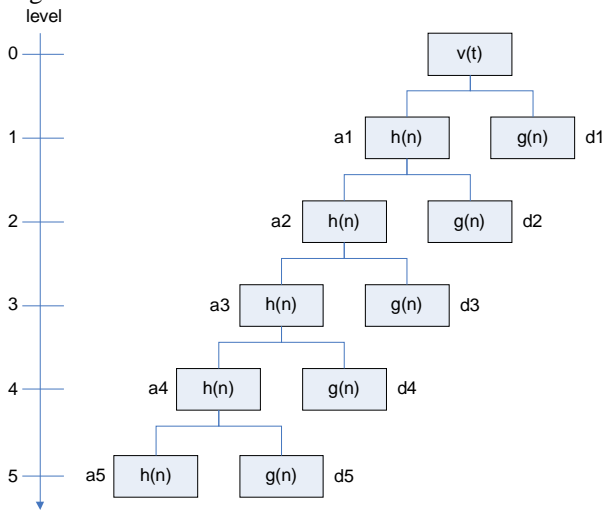 level
0
v(t)
1
a1
h(n)
g(n)
d1
2
a2
h(n)
g(n)
d2
3
a3
h(n)
g(n)
d3
4
a4
h(n)
g(n)
d4
5
a5
h(n)
g(n)
d5